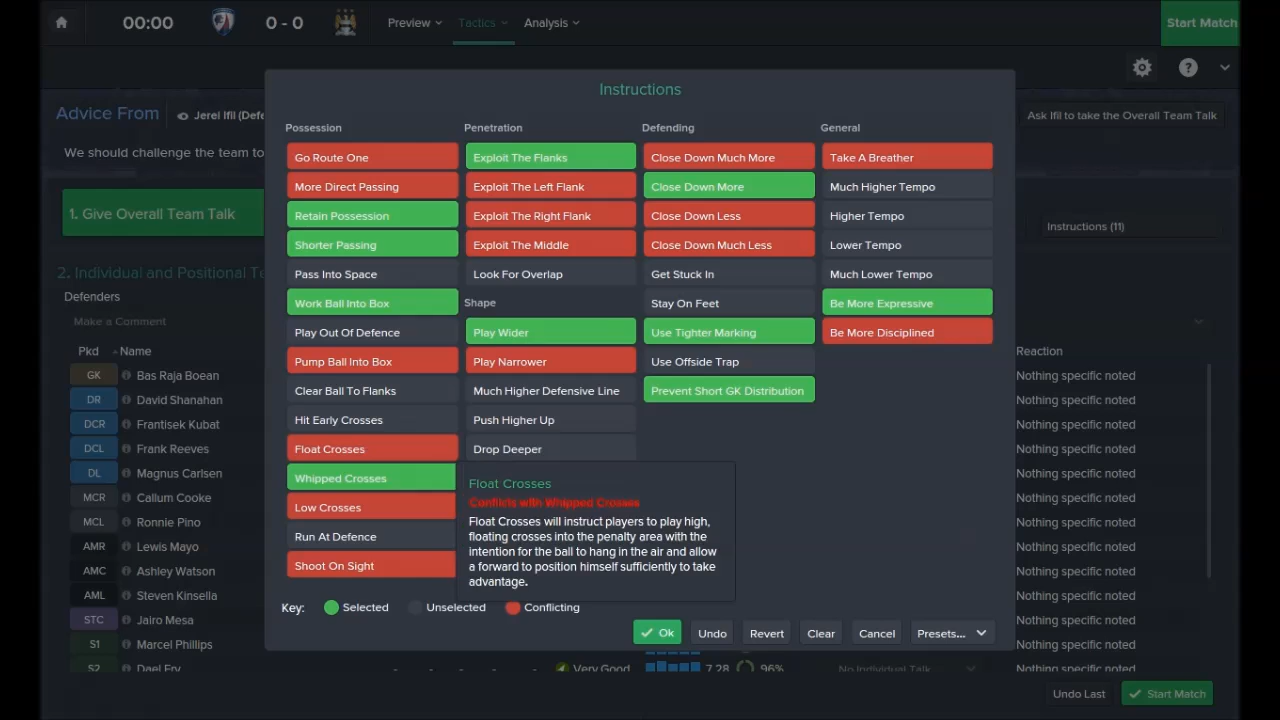 00:00
0 - 0
Preview
Tactics
Analysis
Start Match
?
Instructions
Advice From
Jerel Ifil (Defe
Ask Ifil to take the Overall Team Talk
We should challenge the team to
1. Give Overall Team Talk
Instructions (11)
2. Individual and Positional Te
Defenders
Make a Comment
Pkd
Name
Reaction
GK Bas Raja Boean Nothing specific noted
DR David Shanahan Nothing specific noted
DCR Frantisek Kubat Nothing specific noted
DCL Frank Reeves Nothing specific noted
DL Magnus Carlsen Nothing specific noted
MCR Callum Cooke Nothing specific noted
MCL Ronnie Pino Nothing specific noted
AMR Lewis Mayo Nothing specific noted
AMC Ashley Watson Nothing specific noted
AML Steven Kinsella Nothing specific noted
STC Jairo Mesa Nothing specific noted
S1 Marcel Phillips Nothing specific noted
S2 Dael Fry - - - - Very Good 7.28 96% No Individual Talk Nothing specific noted
Possession
Go Route One
More Direct Passing
Retain Possession
Shorter Passing
Pass Into Space
Work Ball Into Box
Play Out Of Defence
Pump Ball Into Box
Clear Ball To Flanks
Hit Early Crosses
Float Crosses
Whipped Crosses
Low Crosses
Run At Defence
Shoot On Sight
Penetration
Exploit The Flanks
Exploit The Left Flank
Exploit The Right Flank
Exploit The Middle
Look For Overlap
Shape
Play Wider
Play Narrower
Much Higher Defensive Line
Push Higher Up
Drop Deeper
Defending
Close Down Much More
Close Down More
Close Down Less
Close Down Much Less
Get Stuck In
Stay On Feet
Use Tighter Marking
Use Offside Trap
Prevent Short GK Distribution
General
Take A Breather
Much Higher Tempo
Higher Tempo
Lower Tempo
Much Lower Tempo
Be More Expressive
Be More Disciplined
Float Crosses
Conflicts with Whipped Crosses
Float Crosses will instruct players to play high,
floating crosses into the penalty area with the
intention for the ball to hang in the air and allow
a forward to position himself sufficiently to take
advantage.
Key: Selected Unselected Conflicting
Ok
Undo
Revert
Clear
Cancel
Presets...
Undo Last
Start Match